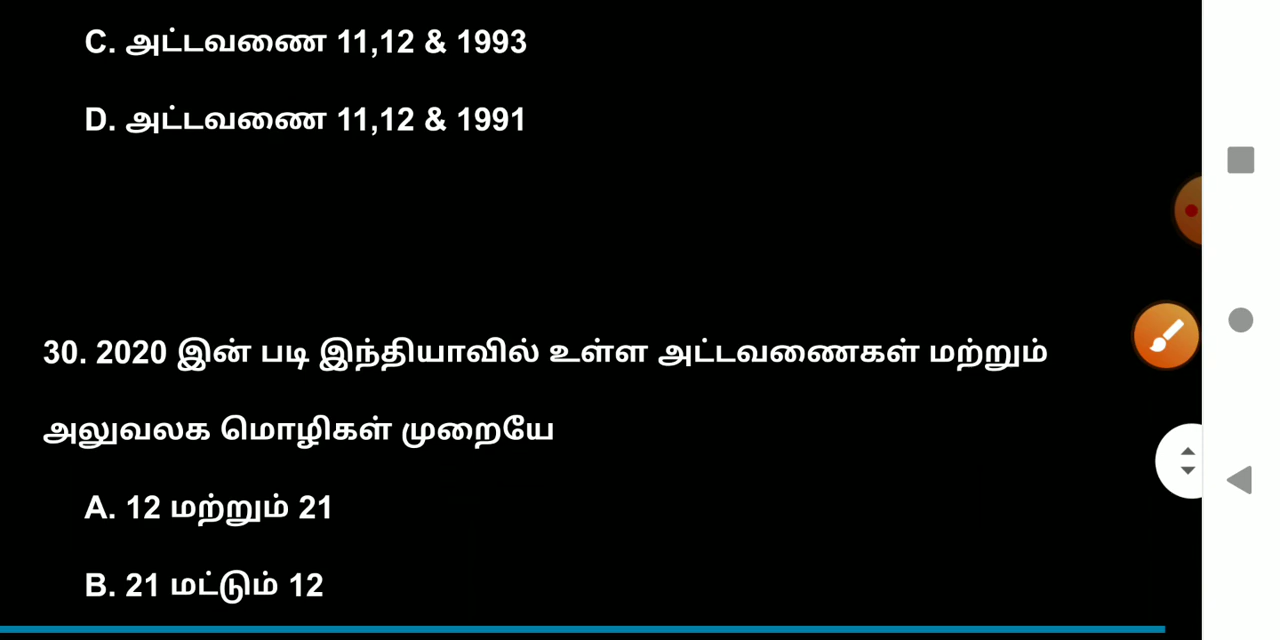 C. அட்டவணை 11,12 & 1993
D. அட்டவணை 11,12 & 1991
30. 2020 இன் படி இந்தியாவில் உள்ள அட்டவணைகள் மற்றும்
அலுவலக மொழிகள் முறையே
A. 12 மற்றும் 21
B. 21 மட்டும் 12